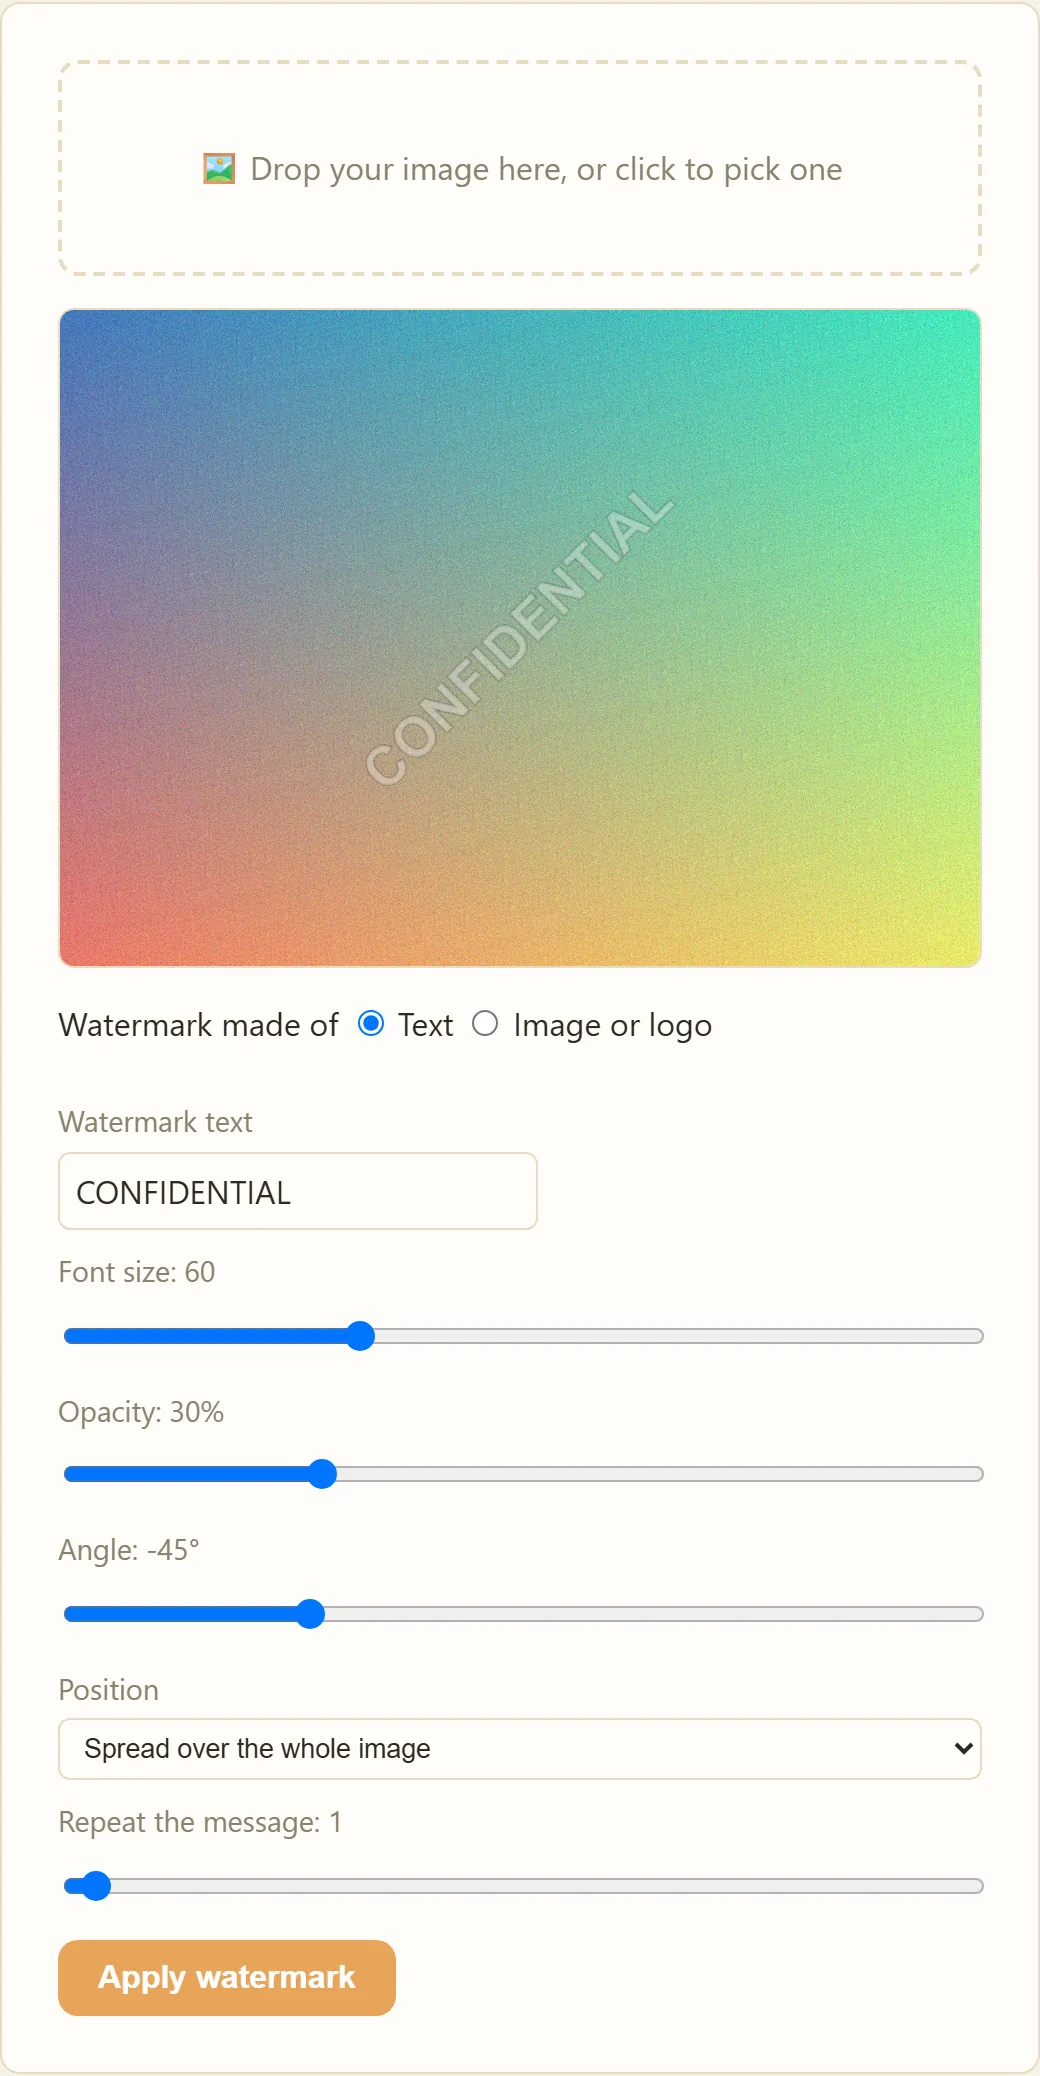 Drop your image here, or click to pick one
CONFIDENTIAL
Watermark made of Text Image or logo
Watermark text
CONFIDENTIAL
Font size: 60
Opacity: 30%
Angle: -45°
Position
Spread over the whole image
Repeat the message: 1
Apply watermark